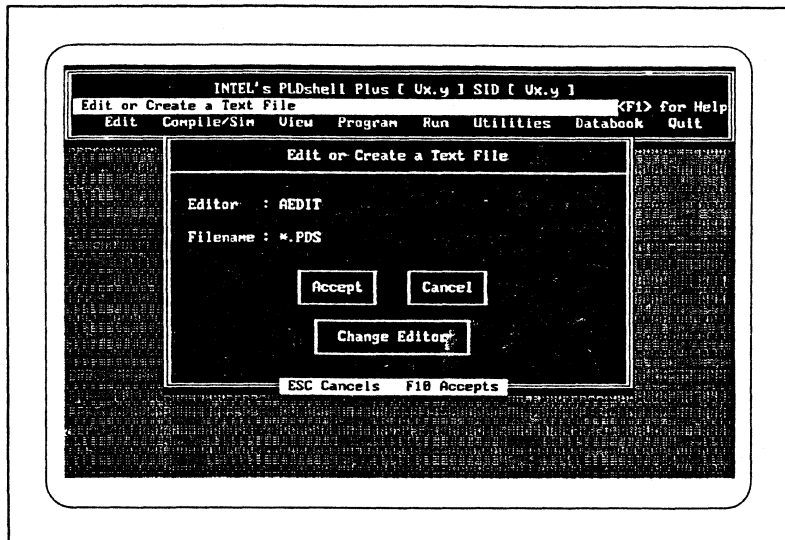 INTEL's PLDshell Plus [ Vx.y ] SID [ Vx.y ]
Edit or Create a Text File <F1> for Help
Edit Compile/Sim View Program Run Utilities Databook Quit
Edit or Create a Text File
Editor : AEDIT
Filename : *.PDS
Accept Cancel
Change Editor
ESC Cancels F10 Accepts